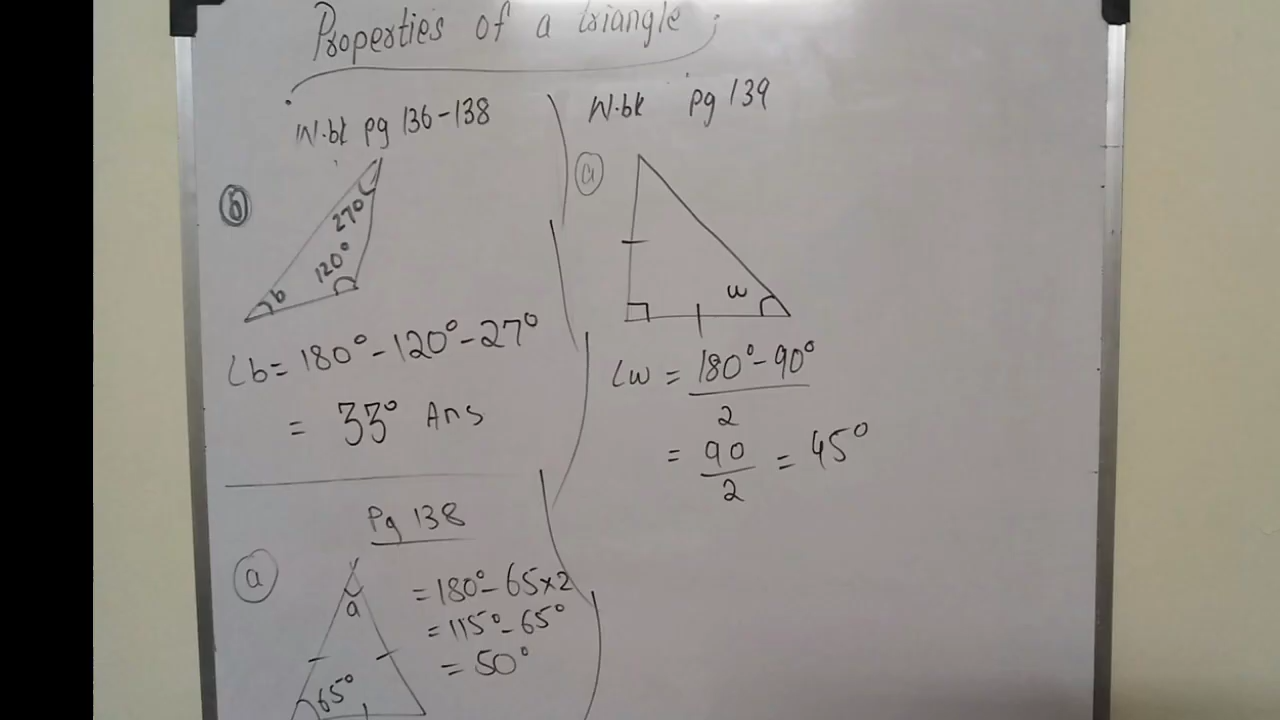 Properties of a triangle
W.bk pg 136-138
b
27°
120°
b
∠b = 180° - 120° - 27°
= 33° Ans
Pg 138
a
a
65°
= 180° - 65×2
= 115° - 65°
= 50°
W.bk pg 139
a
w
∠w = 180° - 90°
2
= 90 = 45°
2